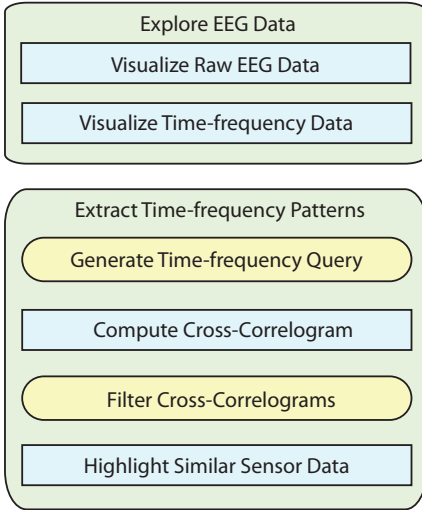 Explore EEG Data
Visualize Raw EEG Data
Visualize Time-frequency Data
Extract Time-frequency Patterns
Generate Time-frequency Query
Compute Cross-Correlogram
Filter Cross-Correlograms
Highlight Similar Sensor Data